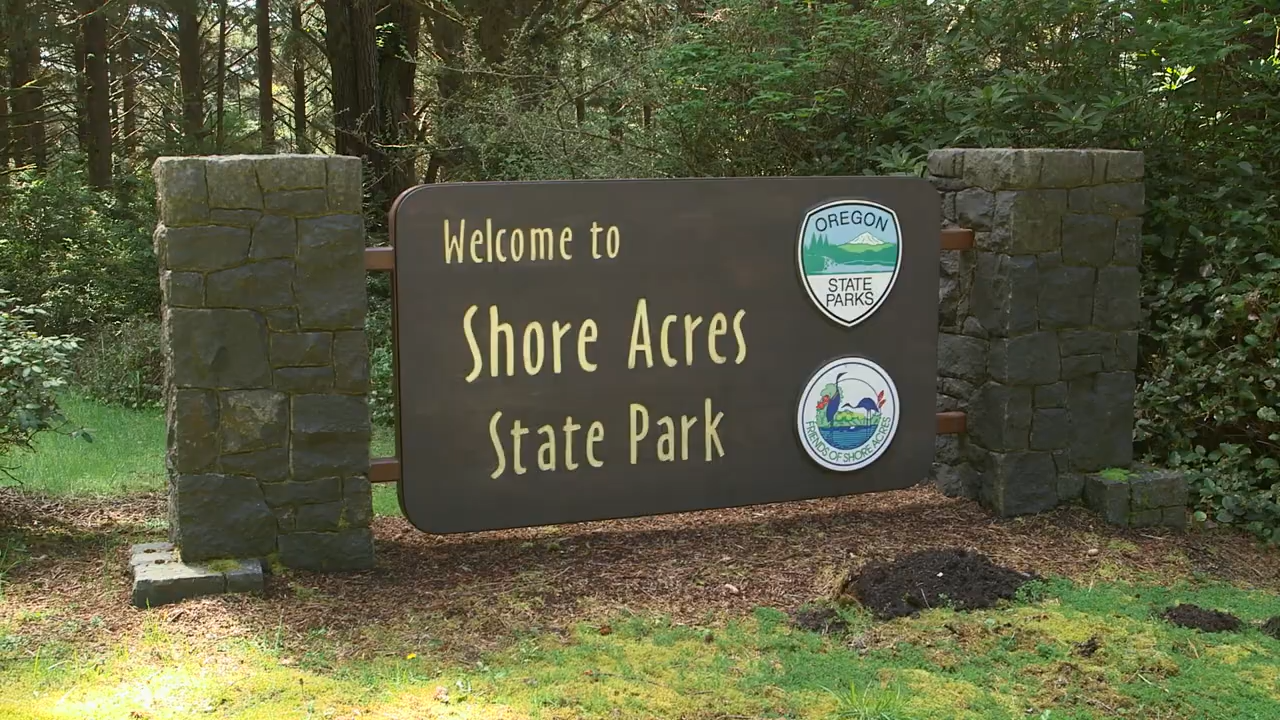 Welcome to
Shore Acres
State Park
OREGON
STATE
PARKS
FRIENDS OF SHORE ACRES